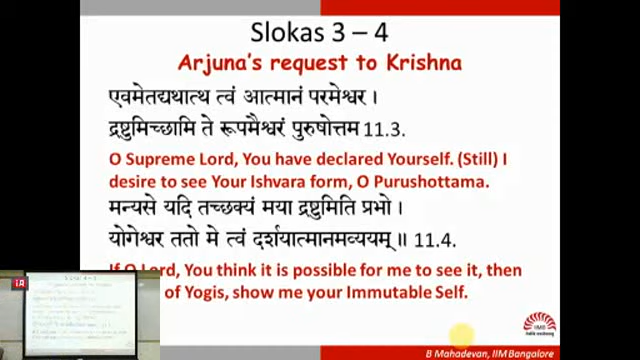 Slokas 3 – 4
Arjuna's request to Krishna
एवमेतद्यथात्थ त्वं आत्मानं परमेश्वर ।
द्रष्टुमिच्छामि ते रूपमैश्वरं पुरुषोत्तम 11.3.
O Supreme Lord, You have declared Yourself. (Still) I
desire to see Your Ishvara form, O Purushottama.
मन्यसे यदि तच्छक्यं मया द्रष्टुमिति प्रभो ।
योगेश्वर ततो मे त्वं दर्शयात्मानमव्ययम् ॥ 11.4.
If O Lord, You think it is possible for me to see it, then
of Yogis, show me your Immutable Self.
IIMB
B Mahadevan, IIM Bangalore